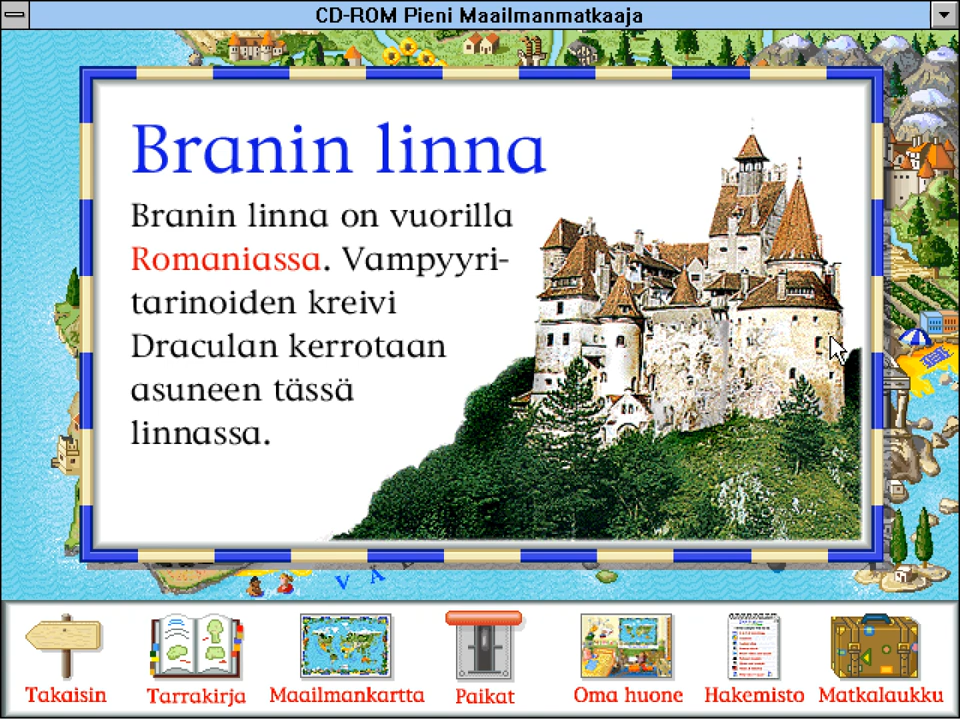 CD-ROM Pieni Maailmanmatkaaja
Branin linna
Branin linna on vuorilla
Romaniassa. Vampyyri-
tarinoiden kreivi
Draculan kerrotaan
asuneen tässä
linnassa.
V Ä
Takaisin
Tarrakirja
Maailmankartta
Paikat
Oma huone
Hakemisto
Matkalaukku